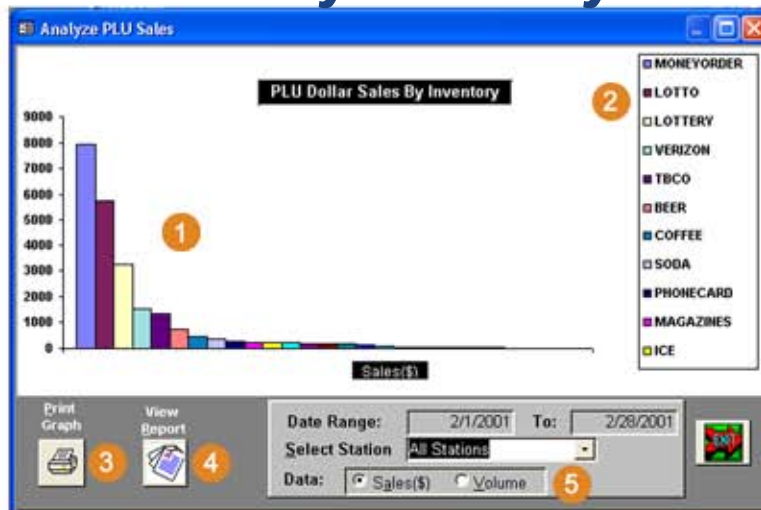 Analyze PLU Sales
PLU Dollar Sales By Inventory
9000
8000
7000
6000
5000
4000
3000
2000
1000
0
Sales($)
1
2
MONEYORDER
LOTTO
LOTTERY
VERIZON
TBCO
BEER
COFFEE
SODA
PHONECARD
MAGAZINES
ICE
Print Graph
3
View Report
4
Date Range: 2/1/2001 To: 2/28/2001
Select Station All Stations
Data: Sales($) Volume
5
EXIT